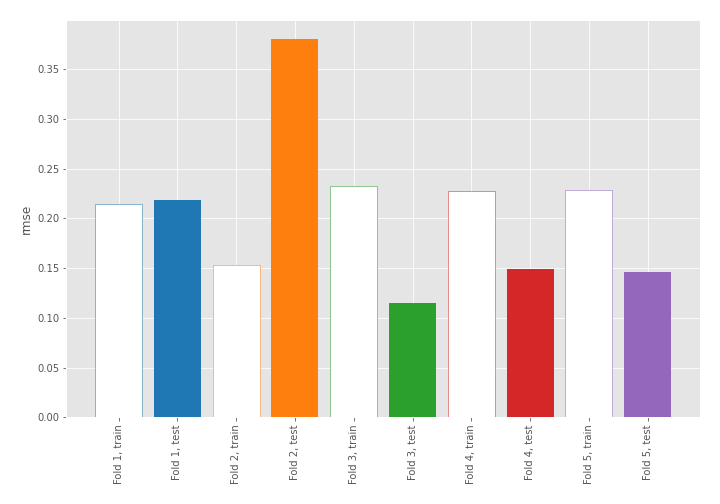 0.35
0.30
0.25
0.20
0.15
0.10
0.05
0.00
rmse
Fold 1, train
Fold 1, test
Fold 2, train
Fold 2, test
Fold 3, train
Fold 3, test
Fold 4, train
Fold 4, test
Fold 5, train
Fold 5, test